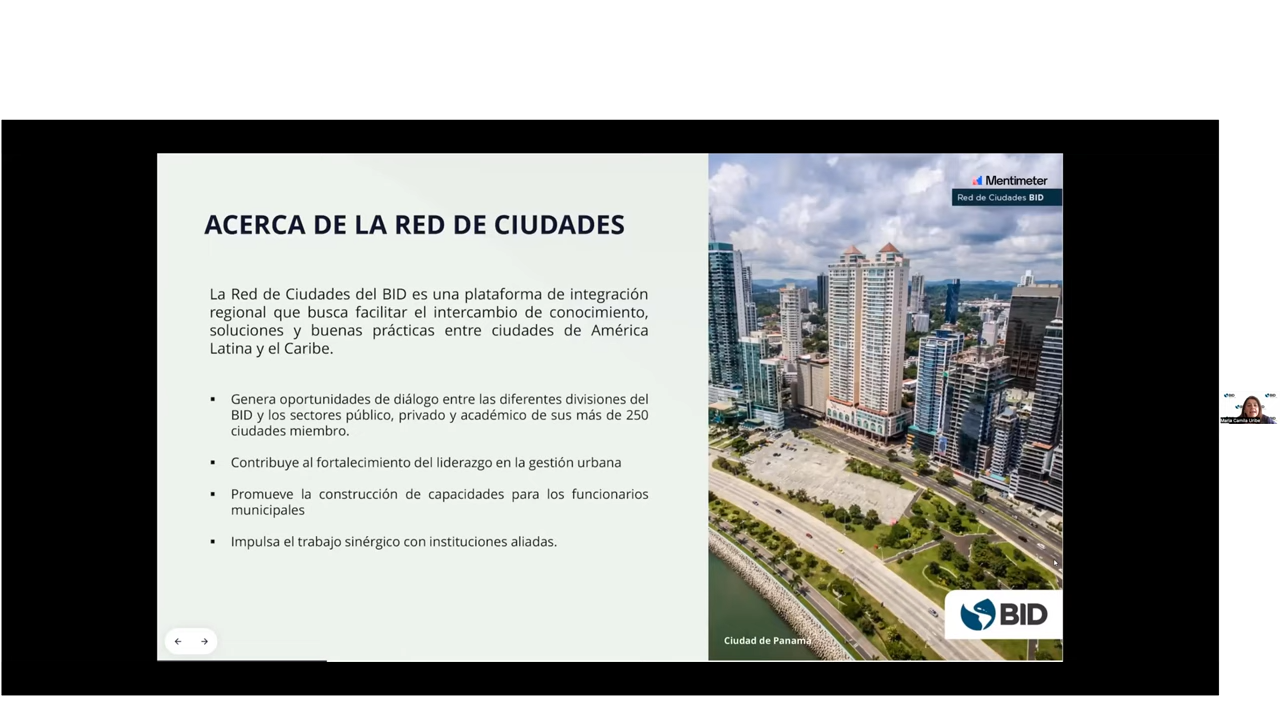 ACERCA DE LA RED DE CIUDADES
La Red de Ciudades del BID es una plataforma de integración
regional que busca facilitar el intercambio de conocimiento,
soluciones y buenas prácticas entre ciudades de América
Latina y el Caribe.
▪ Genera oportunidades de diálogo entre las diferentes divisiones del
BID y los sectores público, privado y académico de sus más de 250
ciudades miembro.
▪ Contribuye al fortalecimiento del liderazgo en la gestión urbana
▪ Promueve la construcción de capacidades para los funcionarios
municipales
▪ Impulsa el trabajo sinérgico con instituciones aliadas.
Mentimeter
Red de Ciudades BID
BID
Ciudad de Panamá
Maria Camila Uribe